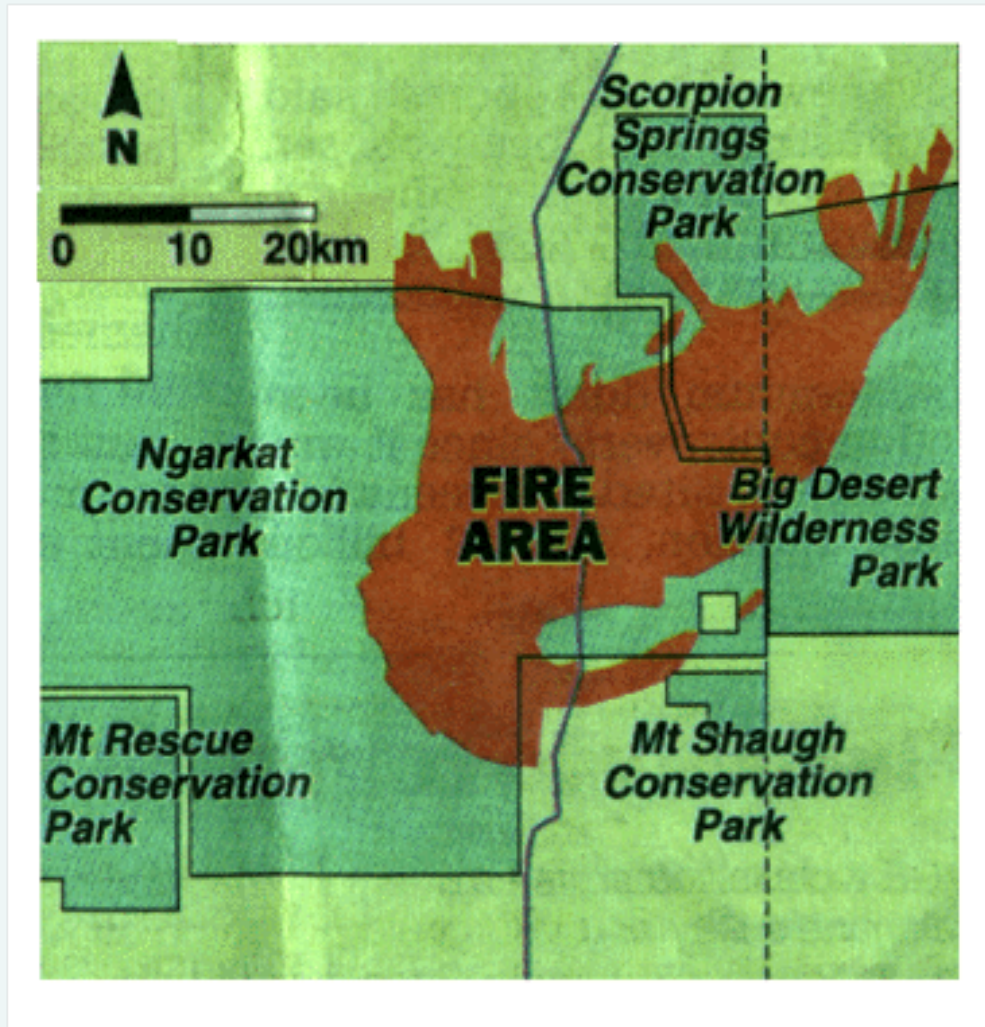 N
0 10 20km
Scorpion
Springs
Conservation
Park
Ngarkat
Conservation
Park
FIRE
AREA
Big Desert
Wilderness
Park
Mt Rescue
Conservation
Park
Mt Shaugh
Conservation
Park